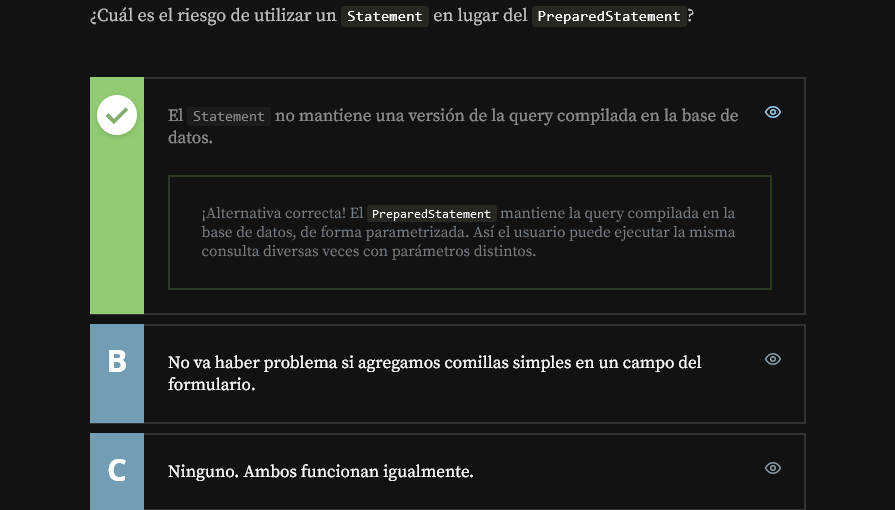 ¿Cuál es el riesgo de utilizar un Statement en lugar del PreparedStatement?
El Statement no mantiene una versión de la query compilada en la base de
datos.
¡Alternativa correcta! El PreparedStatement mantiene la query compilada en la
base de datos, de forma parametrizada. Así el usuario puede ejecutar la misma
consulta diversas veces con parámetros distintos.
B
No va haber problema si agregamos comillas simples en un campo del
formulario.
C
Ninguno. Ambos funcionan igualmente.